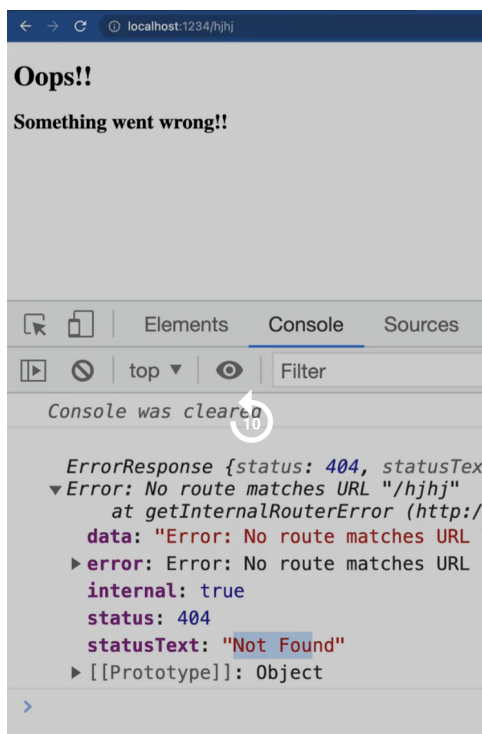 localhost:1234/hjhj
Oops!!
Something went wrong!!
Elements Console Sources
top Filter
Console was cleared
10
ErrorResponse {status: 404, statusTex
Error: No route matches URL "/hjhj"
at getInternalRouterError (http:/
data: "Error: No route matches URL
error: Error: No route matches URL
internal: true
status: 404
statusText: "Not Found"
[[Prototype]]: Object